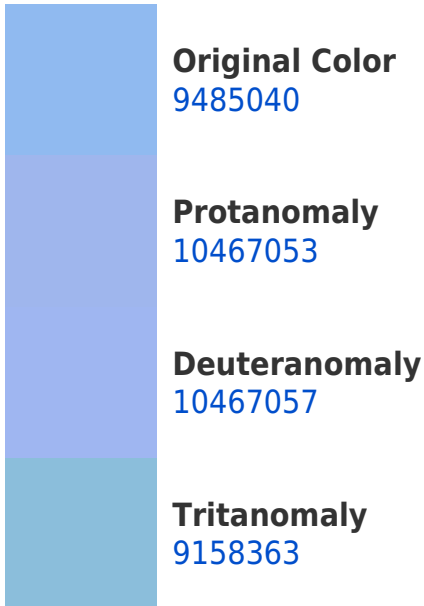 Original Color
9485040
Protanomaly
10467053
Deuteranomaly
10467057
Tritanomaly
9158363